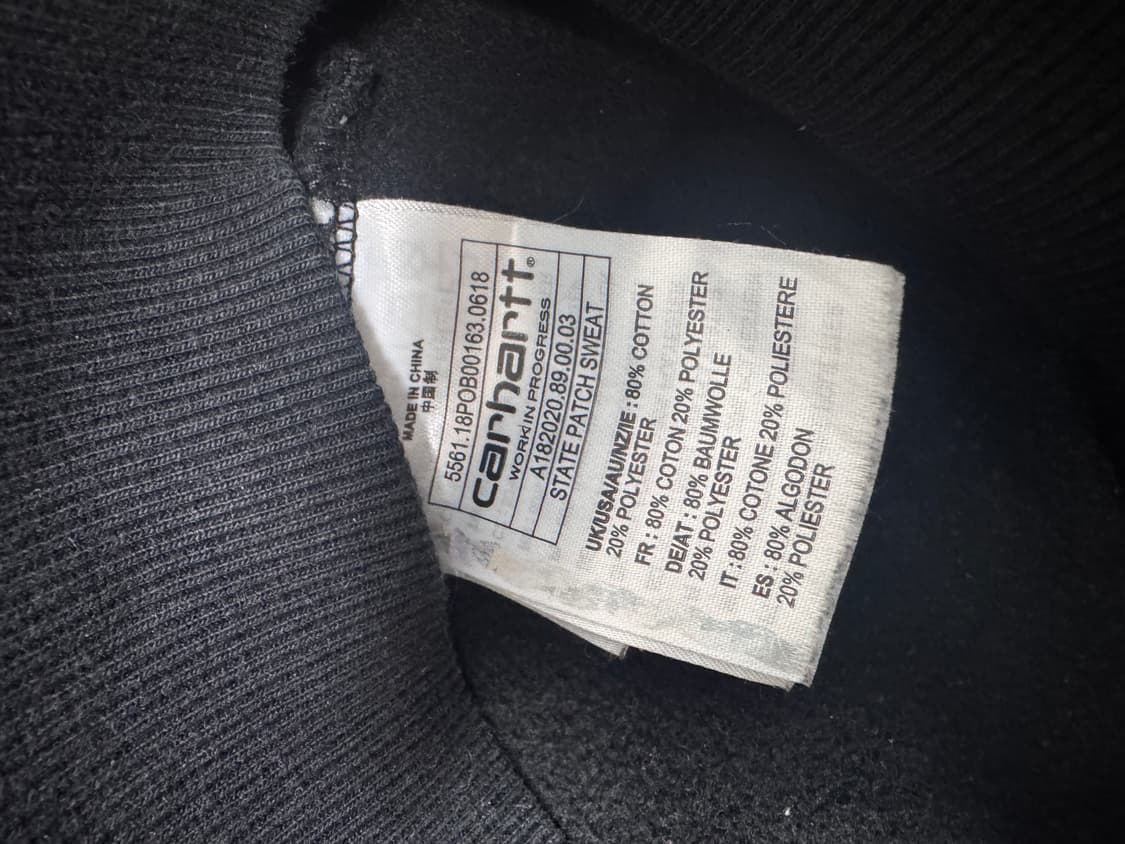 MADE IN CHINA
中国制
5561.18POB00163.0618
carhartt®
WORK IN PROGRESS
A182020.89.00.03
STATE PATCH SWEAT
UK/USA/AU/NZ/IE : 80% COTTON
20% POLYESTER
FR : 80% COTON 20% POLYESTER
DE/AT : 80% BAUMWOLLE
20% POLYESTER
IT : 80% COTONE 20% POLIESTERE
ES : 80% ALGODON
20% POLIESTER